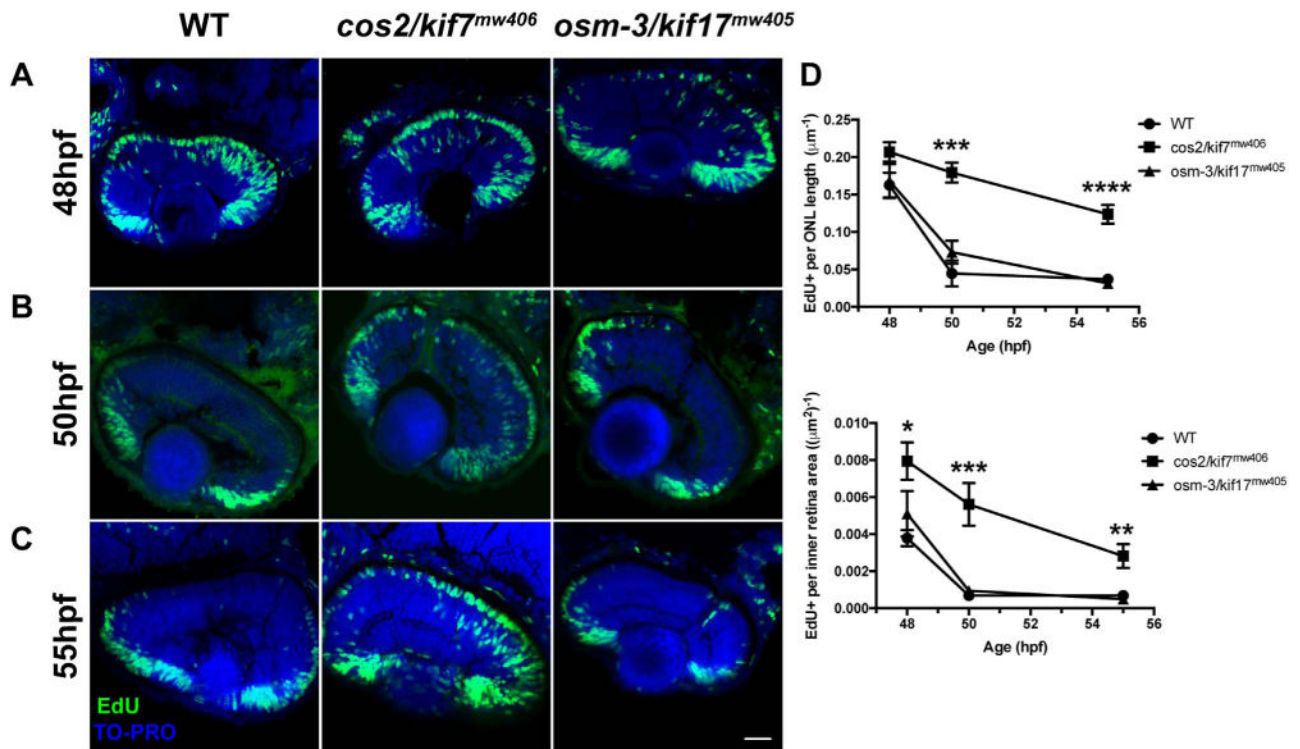 WT
cos2/kif7mw406
osm-3/kif17mw405
A
48hpf
B
50hpf
C
55hpf
EdU
TO-PRO
D
WT
cos2/kif7mw406
osm-3/kif17mw405
EdU+ per ONL length (μm-1)
0.25
0.20
0.15
0.10
0.05
0.00
***
****
48 50 52 54 56
Age (hpf)
WT
cos2/kif7mw406
osm-3/kif17mw405
EdU+ per inner retina area ((μm2)-1)
0.010
0.008
0.006
0.004
0.002
0.000
*
***
**
48 50 52 54 56
Age (hpf)